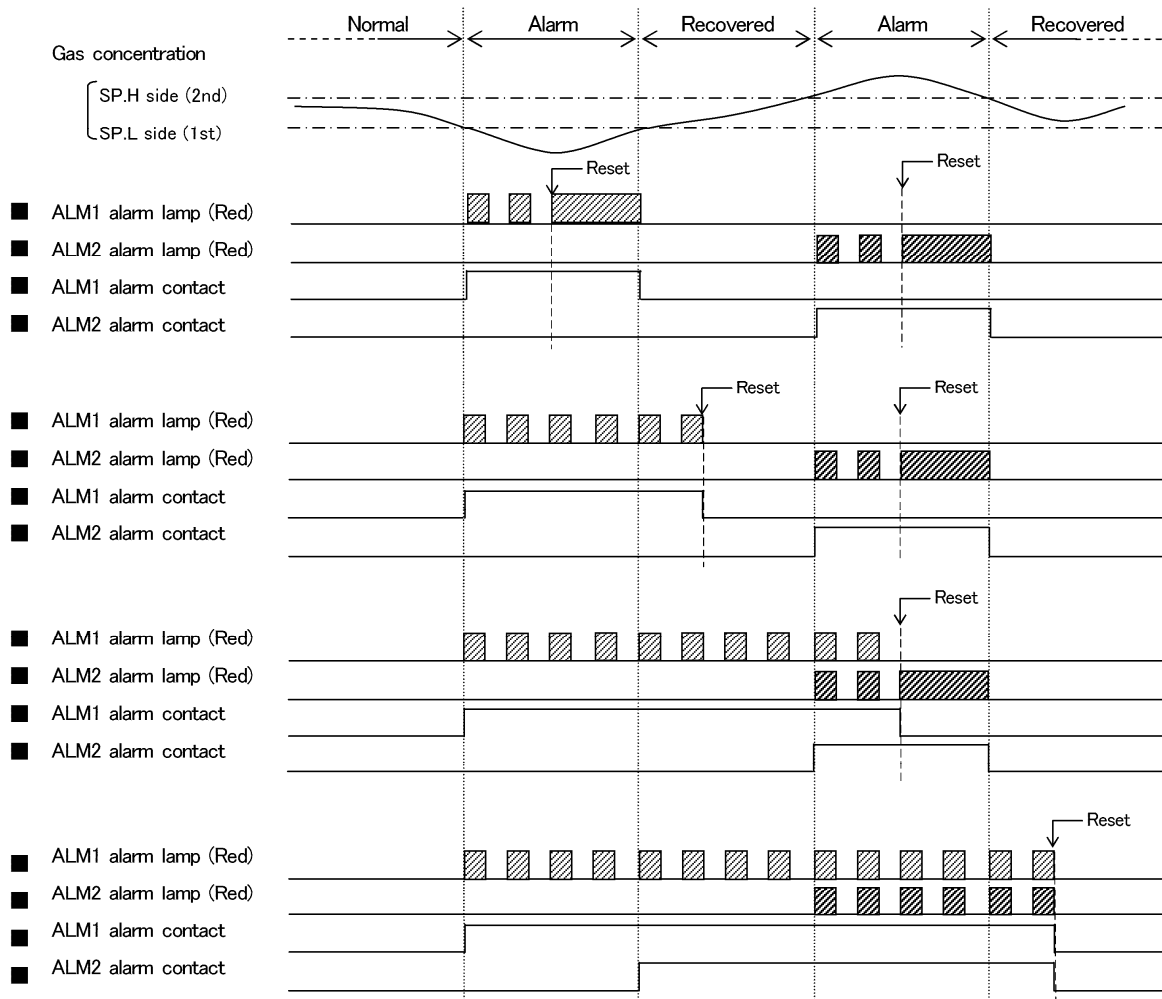 Normal Alarm Recovered Alarm Recovered
Gas concentration
SP.H side (2nd)
SP.L side (1st)
Reset Reset
ALM1 alarm lamp (Red)
ALM2 alarm lamp (Red)
ALM1 alarm contact
ALM2 alarm contact
Reset Reset
ALM1 alarm lamp (Red)
ALM2 alarm lamp (Red)
ALM1 alarm contact
ALM2 alarm contact
Reset
ALM1 alarm lamp (Red)
ALM2 alarm lamp (Red)
ALM1 alarm contact
ALM2 alarm contact
Reset
ALM1 alarm lamp (Red)
ALM2 alarm lamp (Red)
ALM1 alarm contact
ALM2 alarm contact